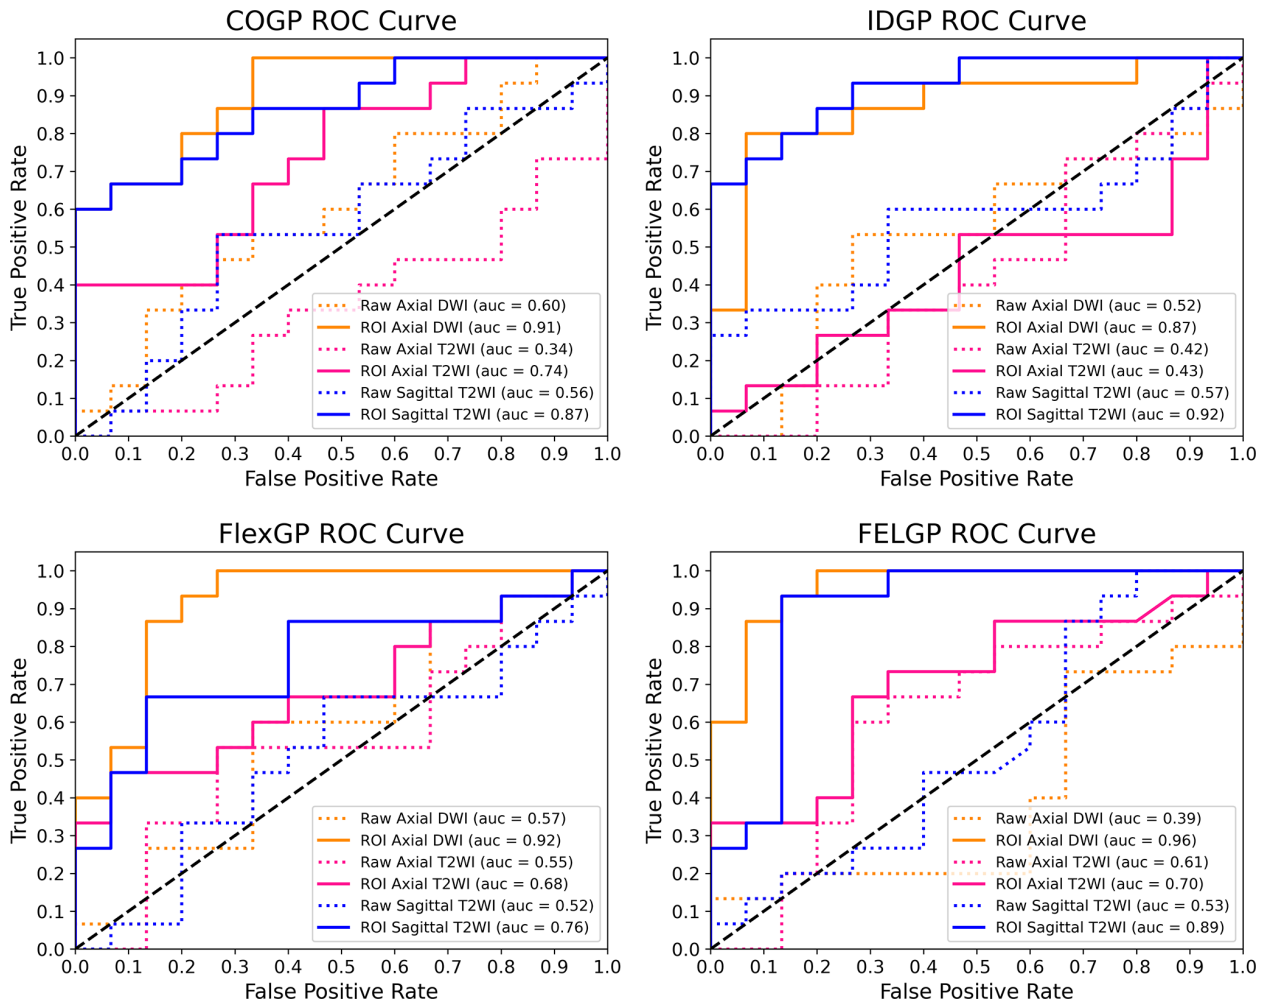 COGP ROC Curve
True Positive Rate
1.0
0.9
0.8
0.7
0.6
0.5
0.4
0.3
0.2
0.1
0.0
Raw Axial DWI (auc = 0.60)
ROI Axial DWI (auc = 0.91)
Raw Axial T2WI (auc = 0.34)
ROI Axial T2WI (auc = 0.74)
Raw Sagittal T2WI (auc = 0.56)
ROI Sagittal T2WI (auc = 0.87)
0.0 0.1 0.2 0.3 0.4 0.5 0.6 0.7 0.8 0.9 1.0
False Positive Rate
IDGP ROC Curve
True Positive Rate
1.0
0.9
0.8
0.7
0.6
0.5
0.4
0.3
0.2
0.1
0.0
Raw Axial DWI (auc = 0.52)
ROI Axial DWI (auc = 0.87)
Raw Axial T2WI (auc = 0.42)
ROI Axial T2WI (auc = 0.43)
Raw Sagittal T2WI (auc = 0.57)
ROI Sagittal T2WI (auc = 0.92)
0.0 0.1 0.2 0.3 0.4 0.5 0.6 0.7 0.8 0.9 1.0
False Positive Rate
FlexGP ROC Curve
True Positive Rate
1.0
0.9
0.8
0.7
0.6
0.5
0.4
0.3
0.2
0.1
0.0
Raw Axial DWI (auc = 0.57)
ROI Axial DWI (auc = 0.92)
Raw Axial T2WI (auc = 0.55)
ROI Axial T2WI (auc = 0.68)
Raw Sagittal T2WI (auc = 0.52)
ROI Sagittal T2WI (auc = 0.76)
0.0 0.1 0.2 0.3 0.4 0.5 0.6 0.7 0.8 0.9 1.0
False Positive Rate
FELGP ROC Curve
True Positive Rate
1.0
0.9
0.8
0.7
0.6
0.5
0.4
0.3
0.2
0.1
0.0
Raw Axial DWI (auc = 0.39)
ROI Axial DWI (auc = 0.96)
Raw Axial T2WI (auc = 0.61)
ROI Axial T2WI (auc = 0.70)
Raw Sagittal T2WI (auc = 0.53)
ROI Sagittal T2WI (auc = 0.89)
0.0 0.1 0.2 0.3 0.4 0.5 0.6 0.7 0.8 0.9 1.0
False Positive Rate